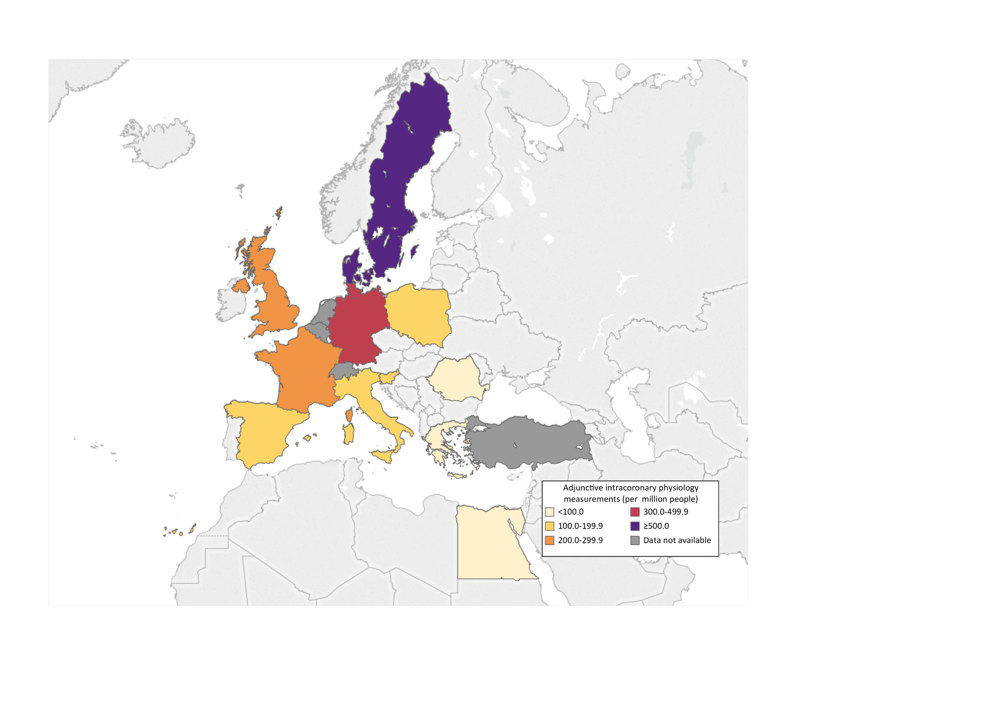 Adjunctive intracoronary physiology
measurements (per million people)
<100.0
100.0-199.9
200.0-299.9
300.0-499.9
≥500.0
Data not available